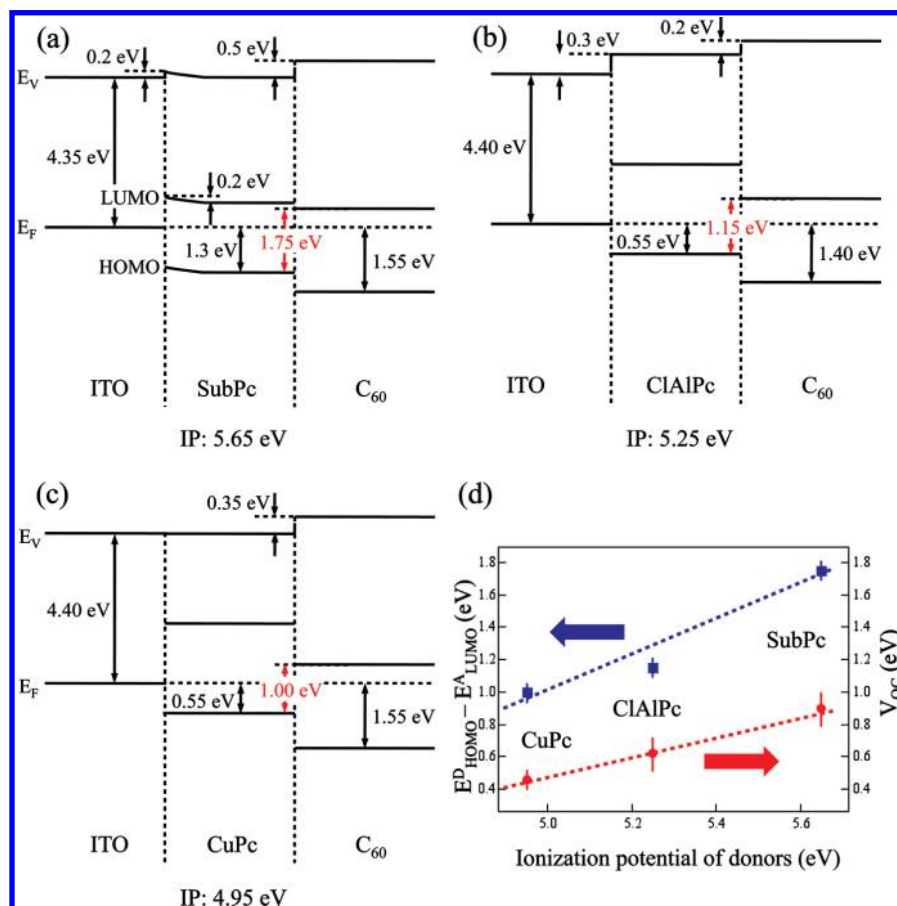 (a)
0.2 eV
0.5 eV
E_V
4.35 eV
LUMO
0.2 eV
E_F
1.3 eV
1.75 eV
1.55 eV
HOMO
ITO
SubPc
C_60
IP: 5.65 eV
(b)
0.3 eV
0.2 eV
4.40 eV
1.15 eV
0.55 eV
1.40 eV
ITO
ClAlPc
C_60
IP: 5.25 eV
(c)
0.35 eV
E_V
4.40 eV
E_F
1.00 eV
0.55 eV
1.55 eV
ITO
CuPc
C_60
IP: 4.95 eV
(d)
E^D_HOMO – E^A_LUMO (eV)
1.8
1.6
1.4
1.2
1.0
0.8
0.6
0.4
SubPc
ClAlPc
CuPc
1.8
1.6
1.4
1.2
1.0
0.8
0.6
0.4
V_OC (eV)
5.0
5.2
5.4
5.6
Ionization potential of donors (eV)